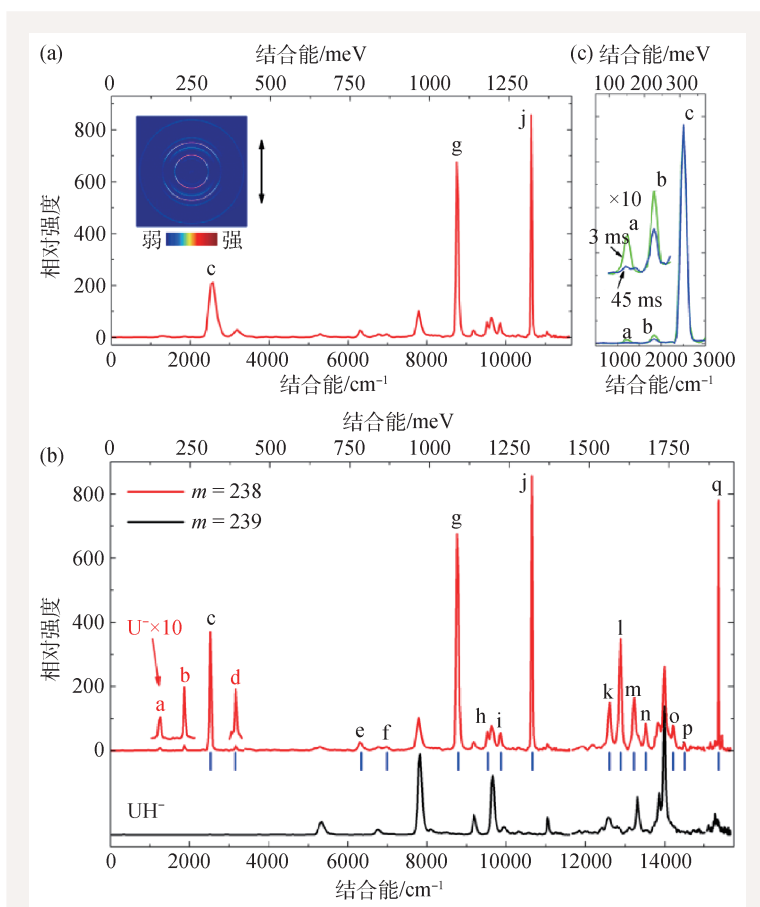 (a)
结合能/meV
0 250 500 750 1000 1250
相对强度
800
600
400
200
0
弱 强
c
g
j
0 2000 4000 6000 8000 10000
结合能/cm⁻¹
(c) 结合能/meV
100 200 300
c
b
×10
a
3 ms
45 ms
a b
1000 2000 3000
结合能/cm⁻¹
(b)
结合能/meV
0 250 500 750 1000 1250 1500 1750
相对强度
800
600
400
200
0
m = 238
m = 239
U⁻×10
a b c d e f g h i j k l m n o p q
UH⁻
0 2000 4000 6000 8000 10000 12000 14000
结合能/cm⁻¹